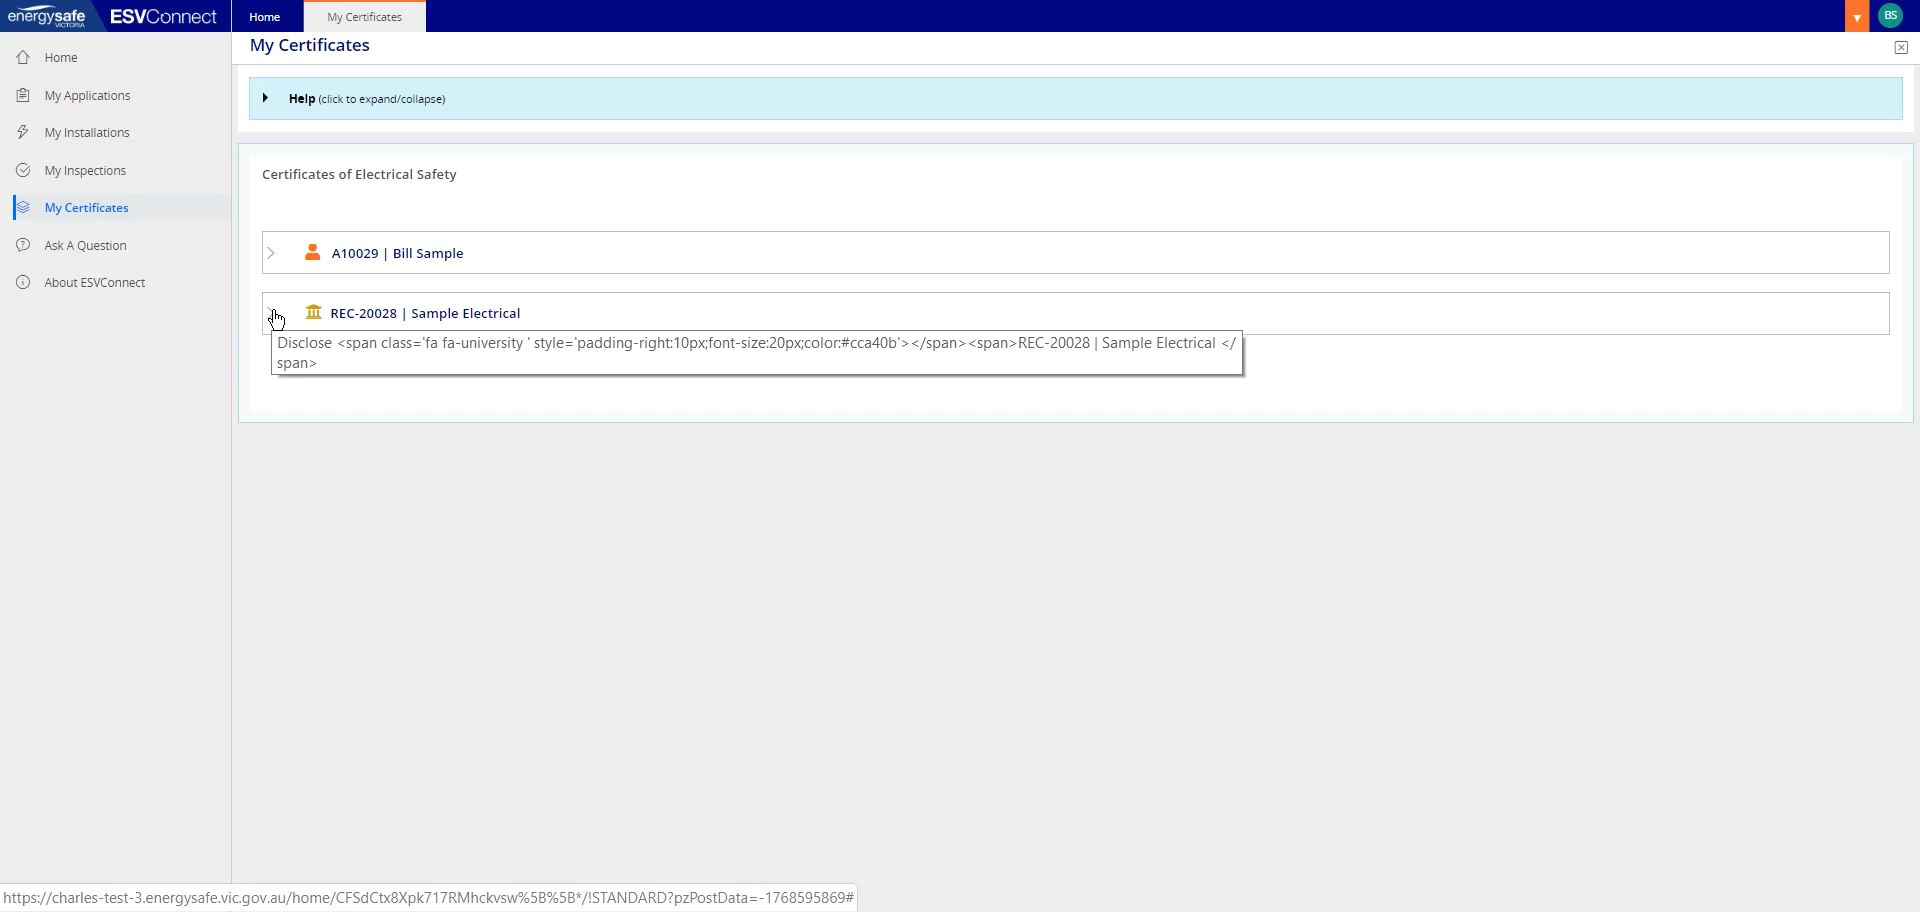 energysafe
VICTORIA
ESVConnect
Home
My Certificates
BS
Home
My Applications
My Installations
My Inspections
My Certificates
Ask A Question
About ESVConnect
My Certificates
Help (click to expand/collapse)
Certificates of Electrical Safety
A10029 | Bill Sample
REC-20028 | Sample Electrical
Disclose <span class='fa fa-university ' style='padding-right:10px;font-size:20px;color:#cca40b'></span><span>REC-20028 | Sample Electrical </
span>
https://charles-test-3.energysafe.vic.gov.au/home/CFSdCtx8Xpk717RMhckvsw%5B%5B*/!STANDARD?pzPostData=-1768595869#